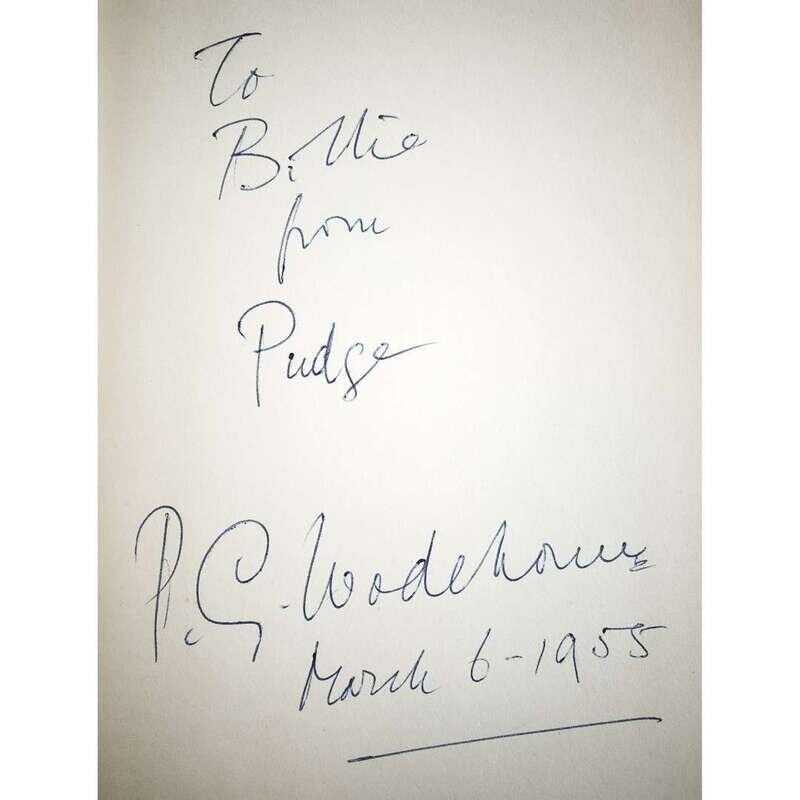 To
Billie
from
Pudge
P. G. Wodehouse
March 6-1955